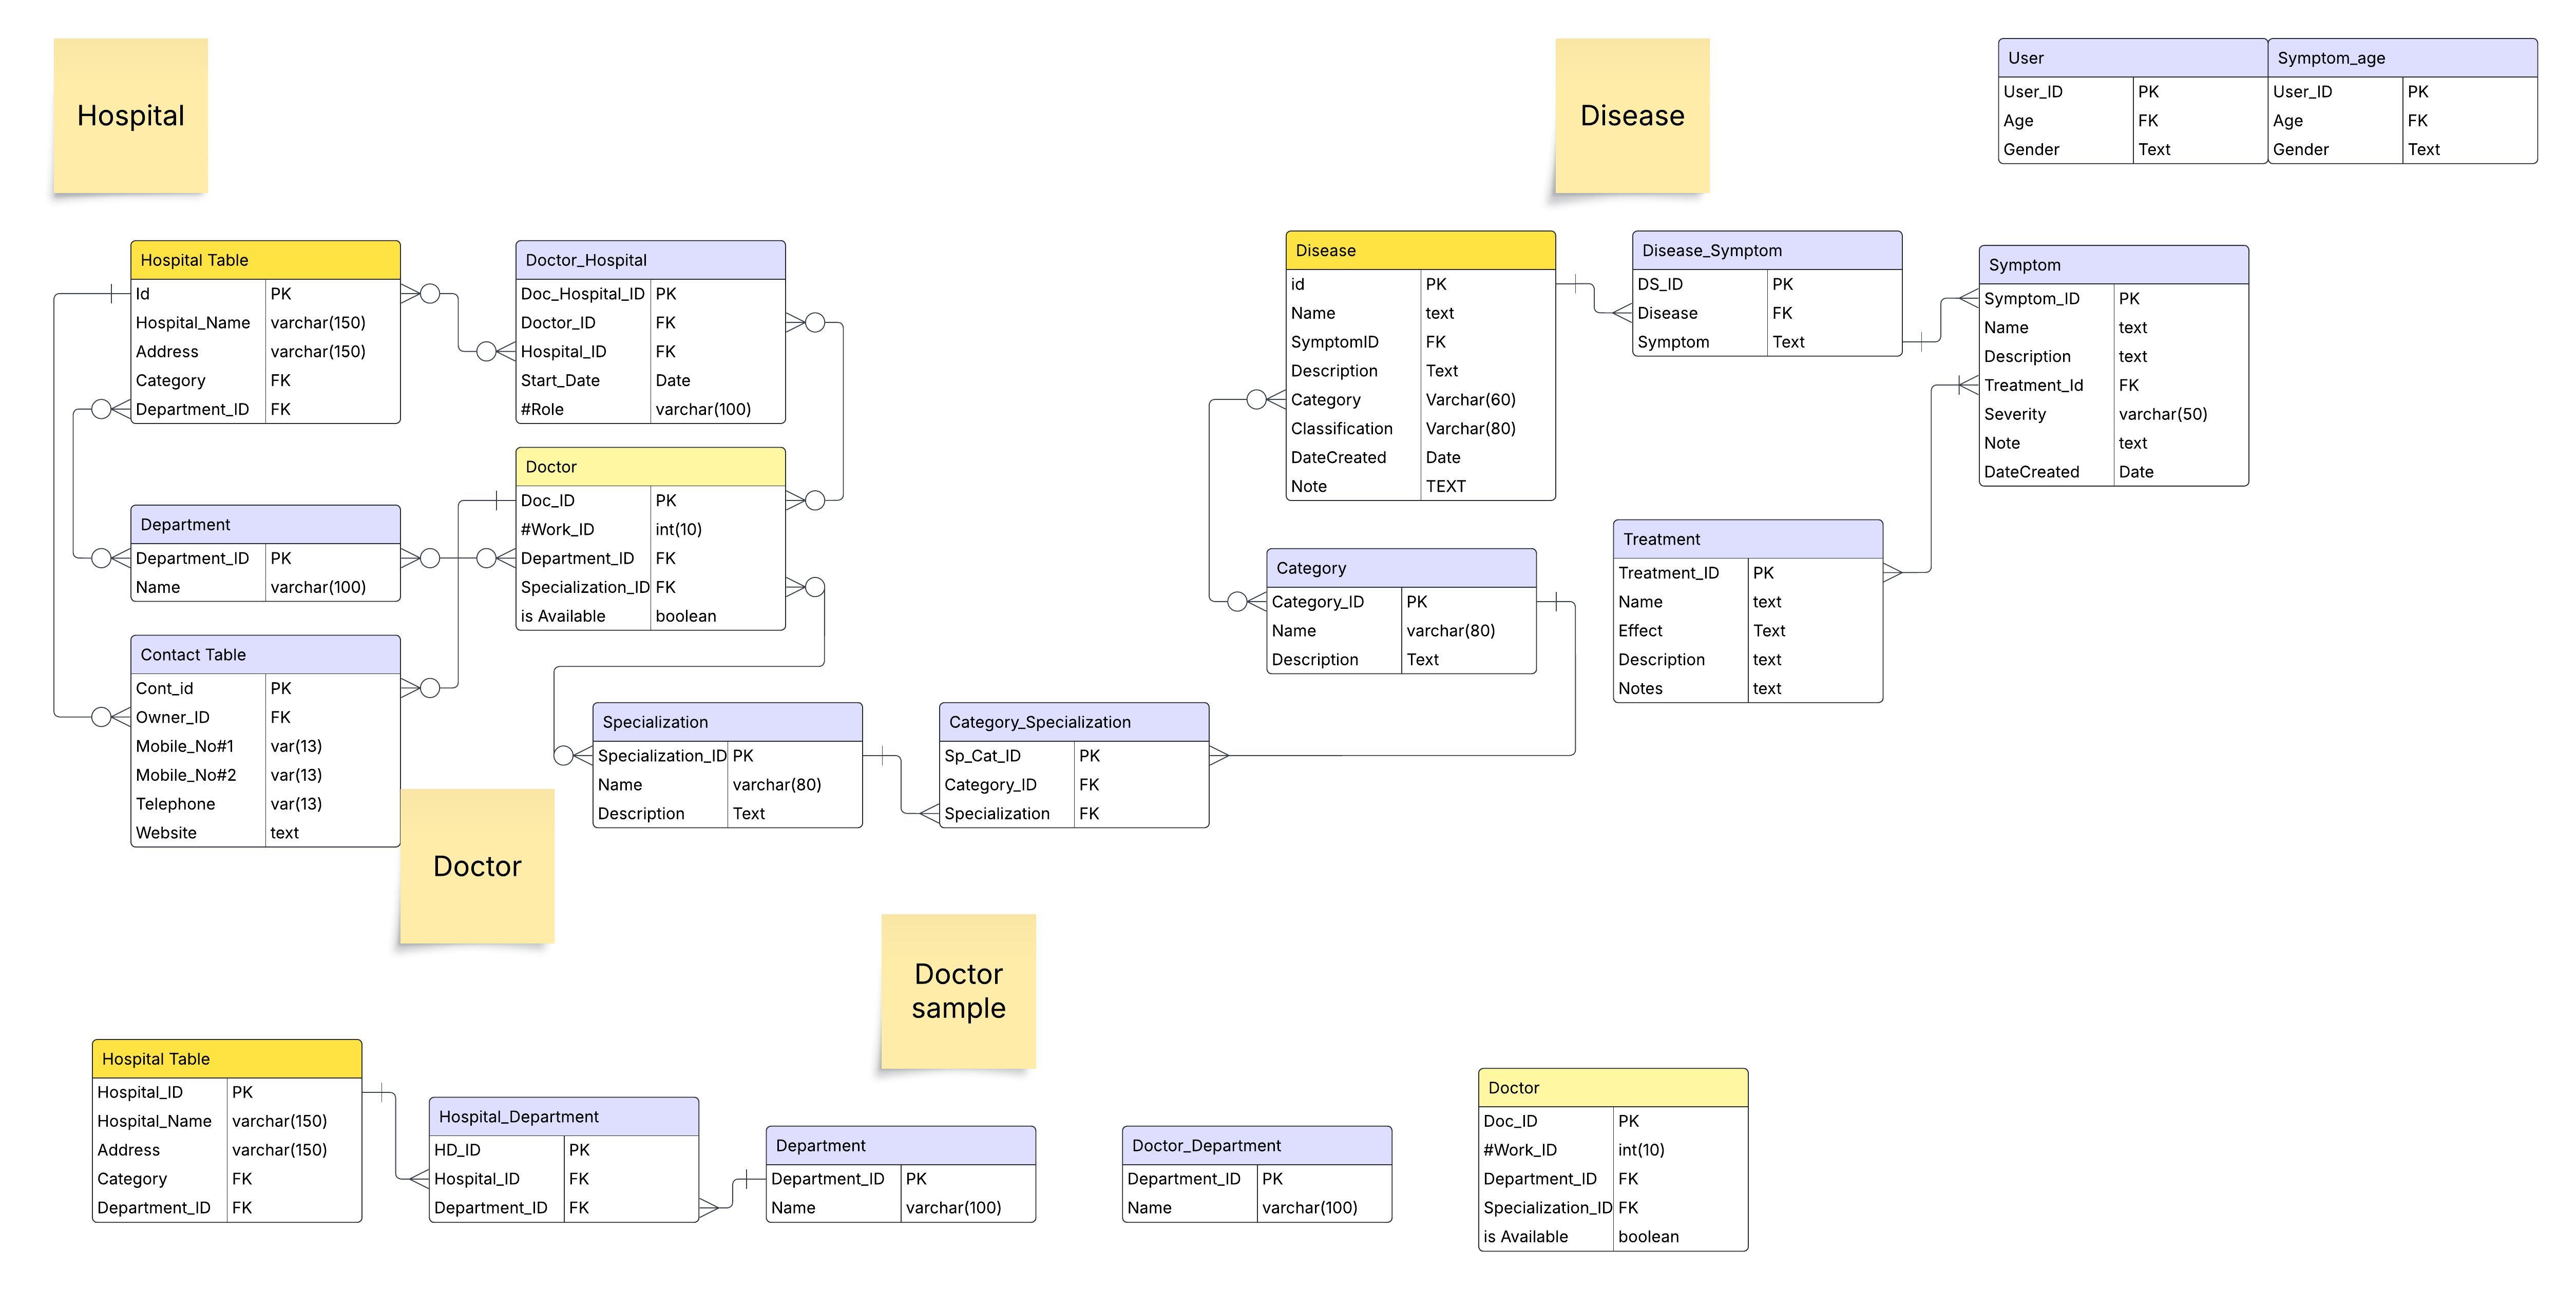 Hospital
Disease
User
User_ID PK
Age FK
Gender Text
Symptom_age
User_ID PK
Age FK
Gender Text
Hospital Table
Id PK
Hospital_Name varchar(150)
Address varchar(150)
Category FK
Department_ID FK
Doctor_Hospital
Doc_Hospital_ID PK
Doctor_ID FK
Hospital_ID FK
Start_Date Date
#Role varchar(100)
Disease
id PK
Name text
SymptomID FK
Description Text
Category Varchar(60)
Classification Varchar(80)
DateCreated Date
Note TEXT
Disease_Symptom
DS_ID PK
Disease FK
Symptom Text
Symptom
Symptom_ID PK
Name text
Description text
Treatment_Id FK
Severity varchar(50)
Note text
DateCreated Date
Department
Department_ID PK
Name varchar(100)
Doctor
Doc_ID PK
#Work_ID int(10)
Department_ID FK
Specialization_ID FK
is Available boolean
Category
Category_ID PK
Name varchar(80)
Description Text
Treatment
Treatment_ID PK
Name text
Effect Text
Description text
Notes text
Contact Table
Cont_id PK
Owner_ID FK
Mobile_No#1 var(13)
Mobile_No#2 var(13)
Telephone var(13)
Website text
Specialization
Specialization_ID PK
Name varchar(80)
Description Text
Category_Specialization
Sp_Cat_ID PK
Category_ID FK
Specialization FK
Doctor
Doctor
sample
Hospital Table
Hospital_ID PK
Hospital_Name varchar(150)
Address varchar(150)
Category FK
Department_ID FK
Hospital_Department
HD_ID PK
Hospital_ID FK
Department_ID FK
Department
Department_ID PK
Name varchar(100)
Doctor_Department
Department_ID PK
Name varchar(100)
Doctor
Doc_ID PK
#Work_ID int(10)
Department_ID FK
Specialization_ID FK
is Available boolean